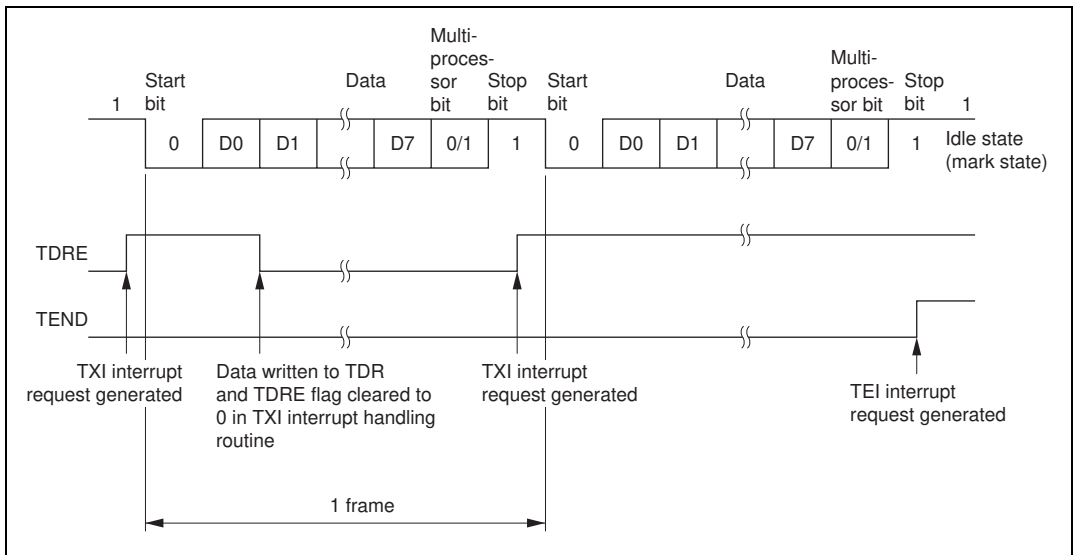 Multi-
proces-
sor
bit
Start
bit
Data
Stop
bit
Start
bit
Data
Multi-
proces-
sor bit
Stop
bit
1
1
0
D0
D1
D7
0/1
1
0
D0
D1
D7
0/1
1
Idle state
(mark state)
TDRE
TEND
TXI interrupt
request generated
Data written to TDR
and TDRE flag cleared to
0 in TXI interrupt handling
routine
TXI interrupt
request generated
TEI interrupt
request generated
1 frame